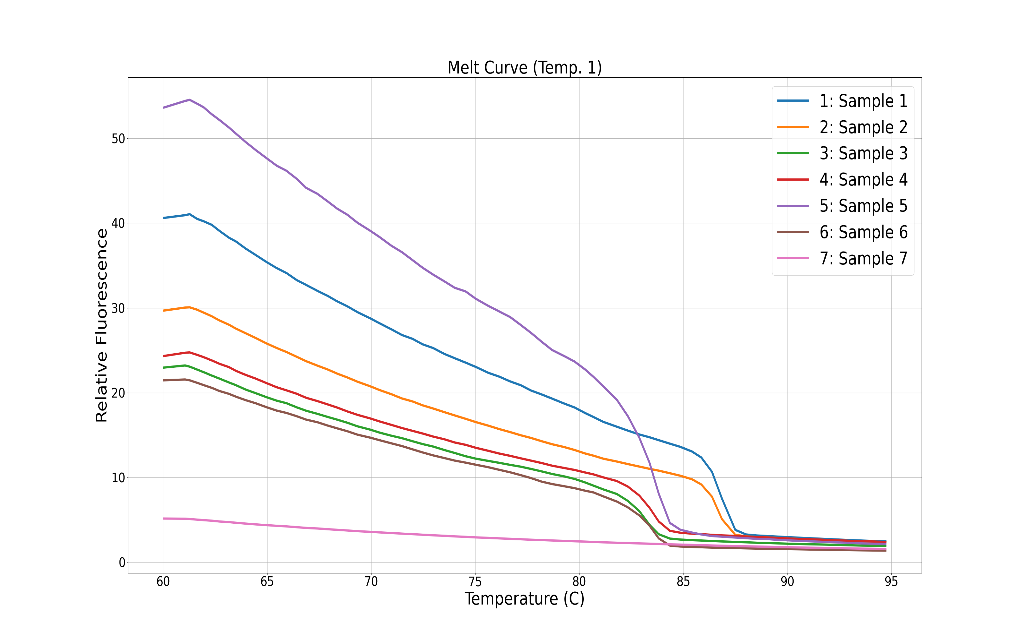 Melt Curve (Temp. 1)
1: Sample 1
2: Sample 2
3: Sample 3
4: Sample 4
5: Sample 5
6: Sample 6
7: Sample 7
Relative Fluorescence
50
40
30
20
10
0
60 65 70 75 80 85 90 95
Temperature (C)